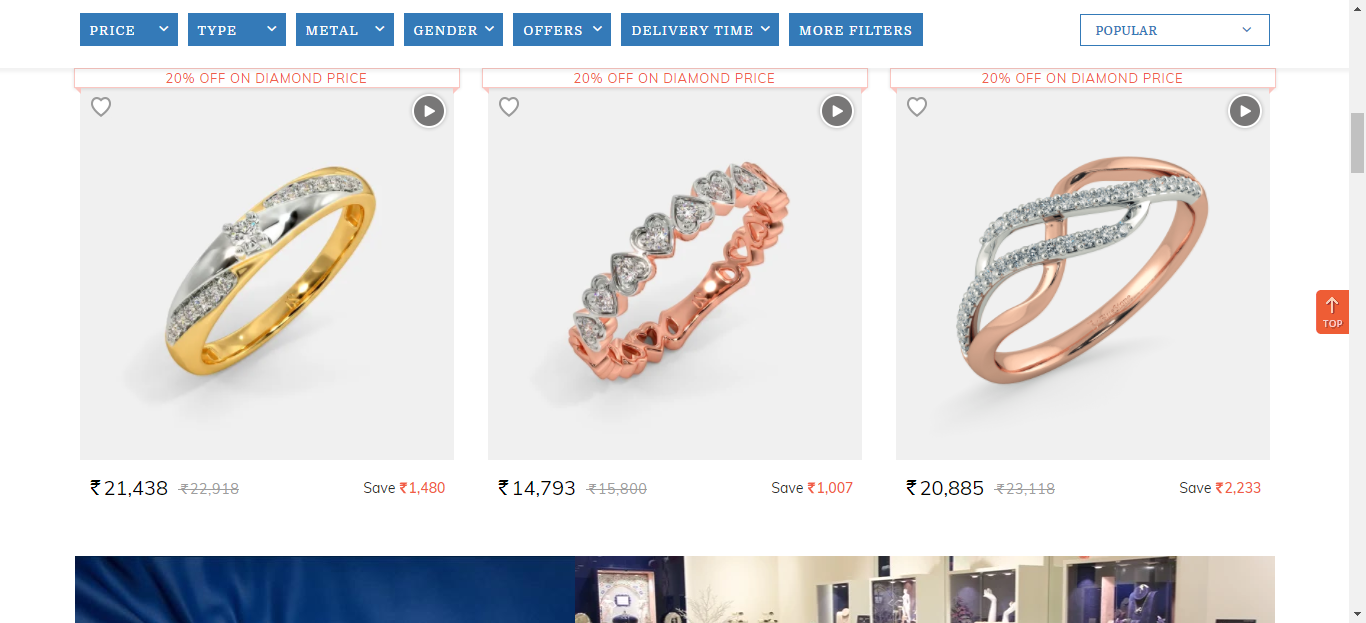 PRICE
TYPE
METAL
GENDER
OFFERS
DELIVERY TIME
MORE FILTERS
POPULAR
20% OFF ON DIAMOND PRICE
20% OFF ON DIAMOND PRICE
20% OFF ON DIAMOND PRICE
TOP
₹21,438 ₹22,918 Save ₹1,480
₹14,793 ₹15,800 Save ₹1,007
₹20,885 ₹23,118 Save ₹2,233